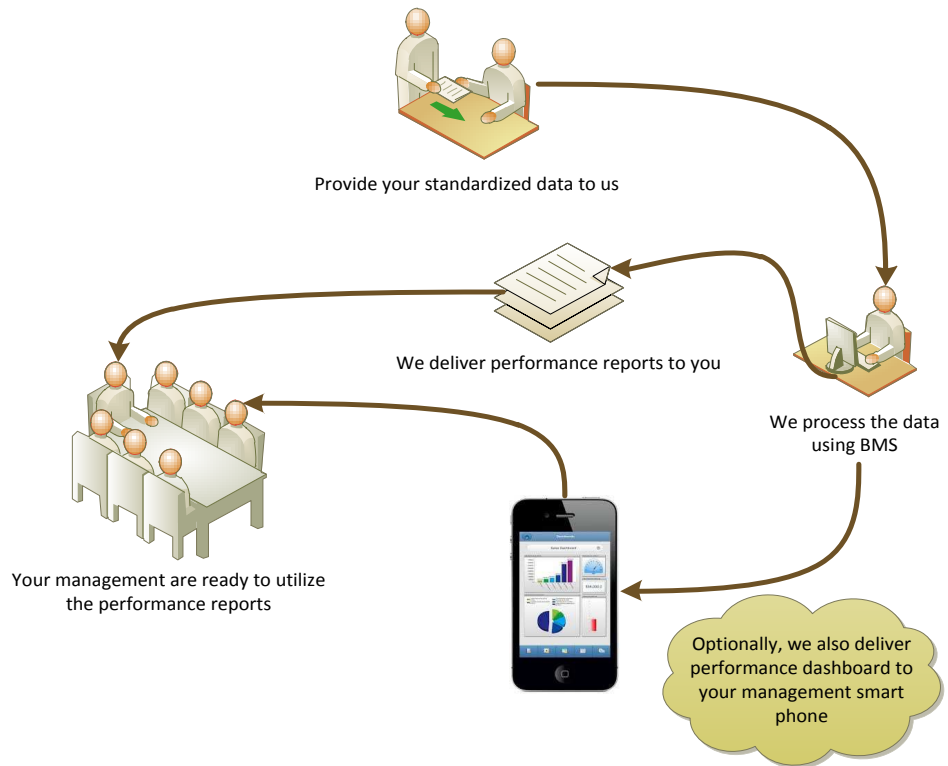 Provide your standardized data to us
We deliver performance reports to you
We process the data
using BMS
Your management are ready to utilize
the performance reports
Optionally, we also deliver
performance dashboard to
your management smart
phone